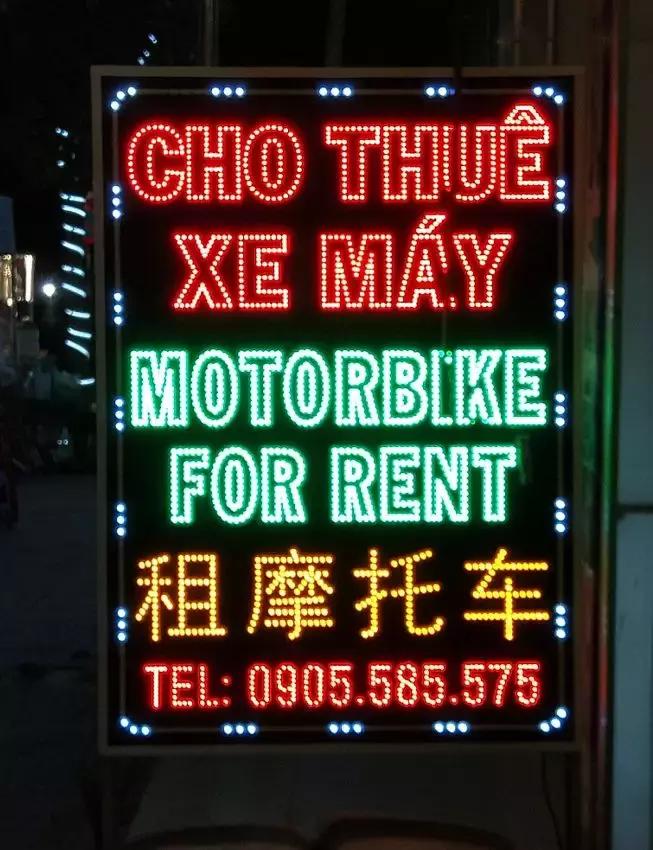 CHO THUÊ
XE MÁY
MOTORBIKE
FOR RENT
租摩托车
TEL: 0905.585.575